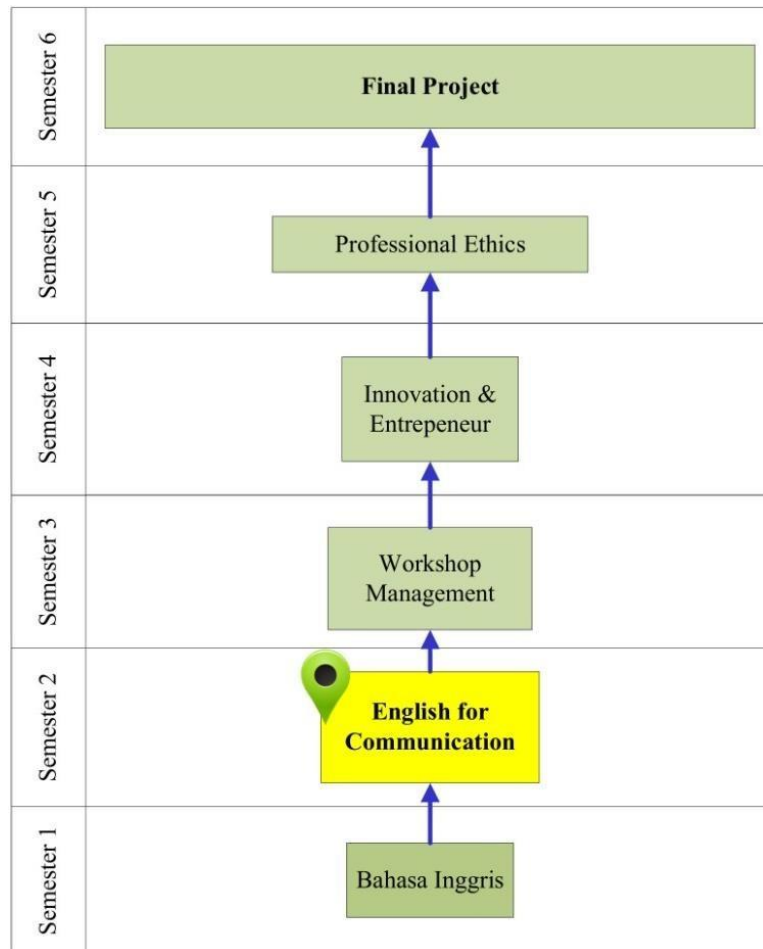 Semester 6
Final Project
Semester 5
Professional Ethics
Semester 4
Innovation &
Entrepeneur
Semester 3
Workshop
Management
Semester 2
English for
Communication
Semester 1
Bahasa Inggris